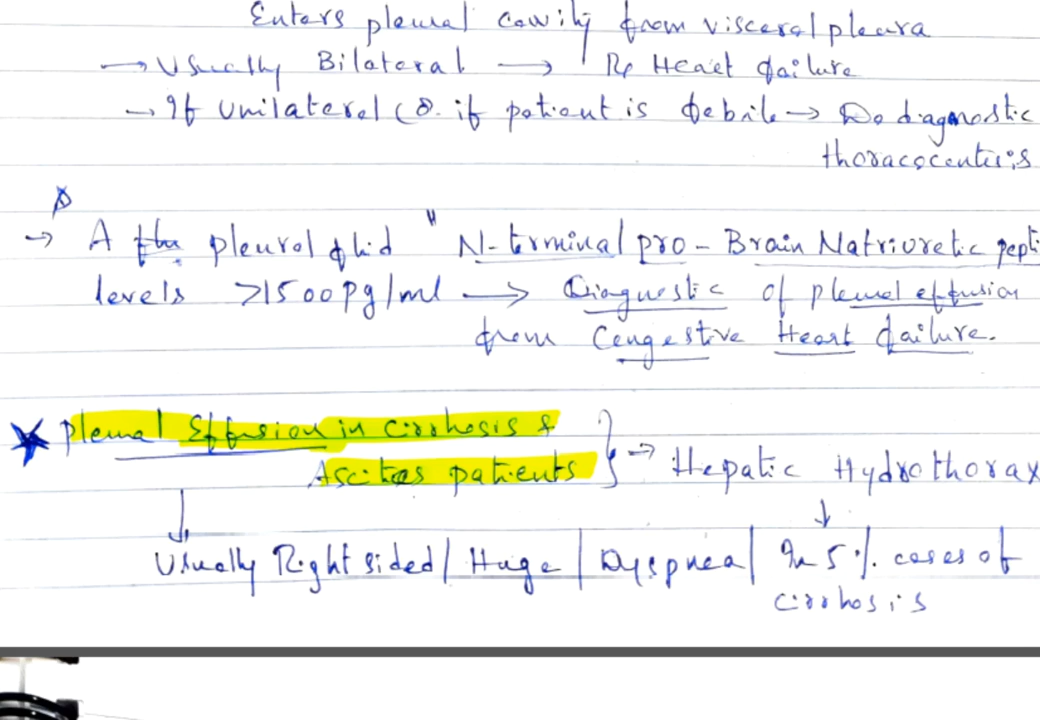 Enters pleural cavity from visceral pleura
→ Usually Bilateral → Rx Heart failure
→ If Unilateral (or if patient is febrile → Do diagnostic
thoracocentesis
→ A pleural fluid "N-terminal pro-Brain Natriuretic pepti
levels >1500 pg/ml → Diagnostic of pleural effusion
from Congestive Heart failure.
★ Pleural Effusion in cirrhosis &
Ascites patients } → Hepatic Hydrothorax
↓ ↓
Usually Right sided / Huge / Dyspnea / In 5%. cases of
cirrhosis